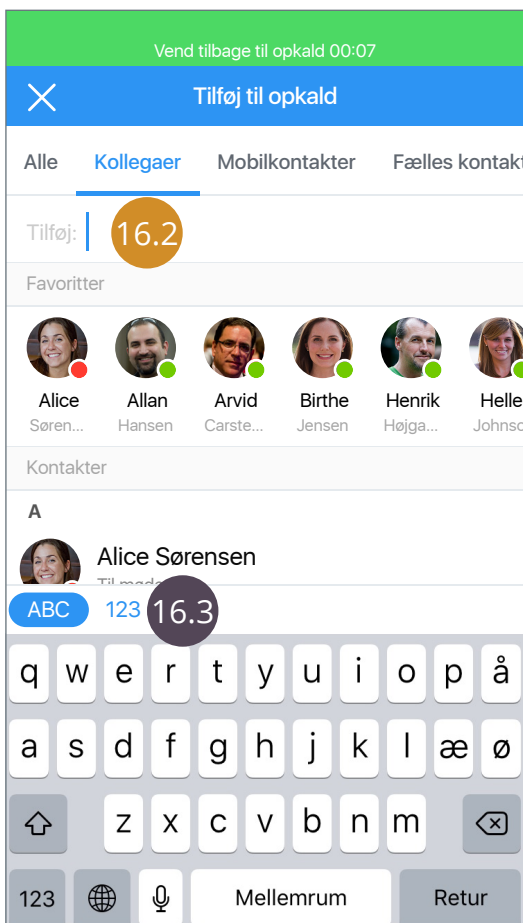 Vend tilbage til opkald 00:07
Tilføj til opkald
Alle Kollegaer Mobilkontakter Fælles kontakt
Tilføj: 16.2
Favoritter
Alice Allan Arvid Birthe Henrik Helle
Søren... Hansen Carste... Jensen Højga... Johnso
Kontakter
A
Alice Sørensen
Til møde
ABC 123 16.3
q w e r t y u i o p å
a s d f g h j k l æ ø
z x c v b n m
123 Mellemrum Retur